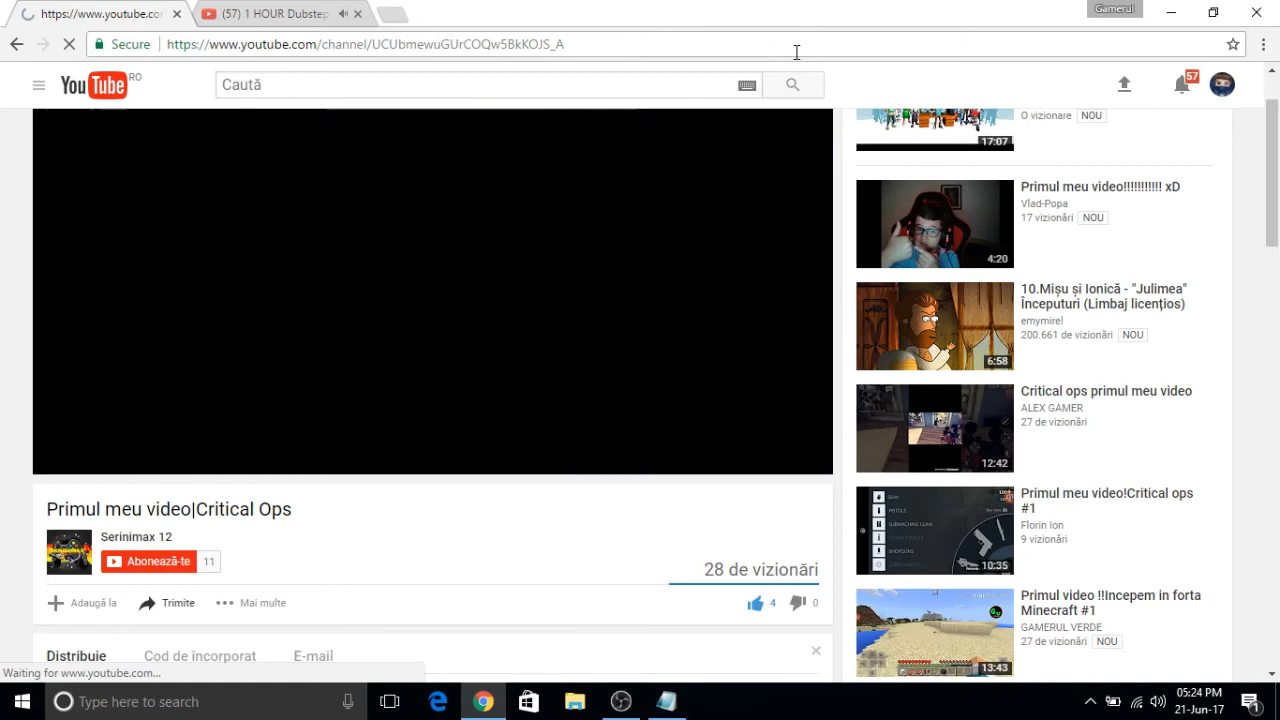 https://www.youtube.com/
(57) 1 HOUR Dubstep
Gamerul
Secure
https://www.youtube.com/channel/UCUbmewuGUrCOQw5BkKOJS_A
YouTube RO
Caută
57
0 vizionare NOU
17:07
Primul meu video!!!!!!!!!!! xD
Vlad-Popa
17 vizionări NOU
4:20
10.Mișu și Ionică - "Julimea"
Începuturi (Limbaj licențios)
emymirel
200.661 de vizionări NOU
6:58
Critical ops primul meu video
ALEX GAMER
27 de vizionări
12:42
Primul meu video!Critical ops
#1
Florin Ion
9 vizionări
GEAR
PISTOLS
SUBMACHINE GUNS
SHOTGUNS
10:35
Primul video !!Incepem in forta
Minecraft #1
GAMERUL VERDE
27 de vizionări NOU
13:43
Primul meu video|Critical Ops
Serinimax 12
Abonează-te 11
28 de vizionări
Adaugă la Trimite Mai multe
4 0
Distribuie Cod de încorporat E-mail
Waiting for www.youtube.com...
Type here to search
05:24 PM
21-Jun-17
1